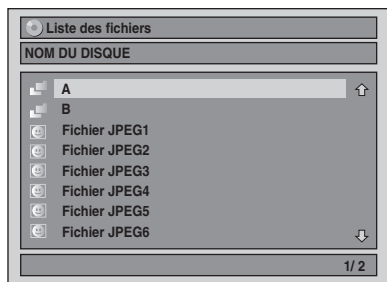 Liste des fichiers
NOM DU DISQUE
A
B
Fichier JPEG1
Fichier JPEG2
Fichier JPEG3
Fichier JPEG4
Fichier JPEG5
Fichier JPEG6
1/ 2